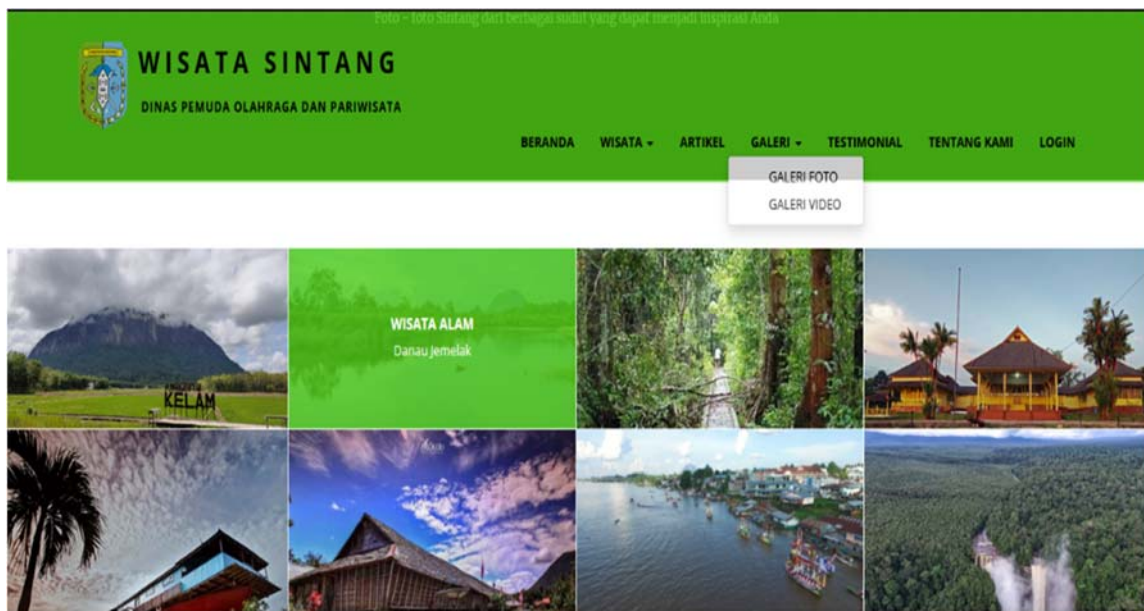 Foto - foto Sintang dari berbagai sudut yang dapat menjadi inspirasi Anda
WISATA SINTANG
DINAS PEMUDA OLAHRAGA DAN PARIWISATA
BERANDA WISATA ARTIKEL GALERI TESTIMONIAL TENTANG KAMI LOGIN
GALERI FOTO
GALERI VIDEO
WISATA ALAM
Danau Jemelak
KELAM